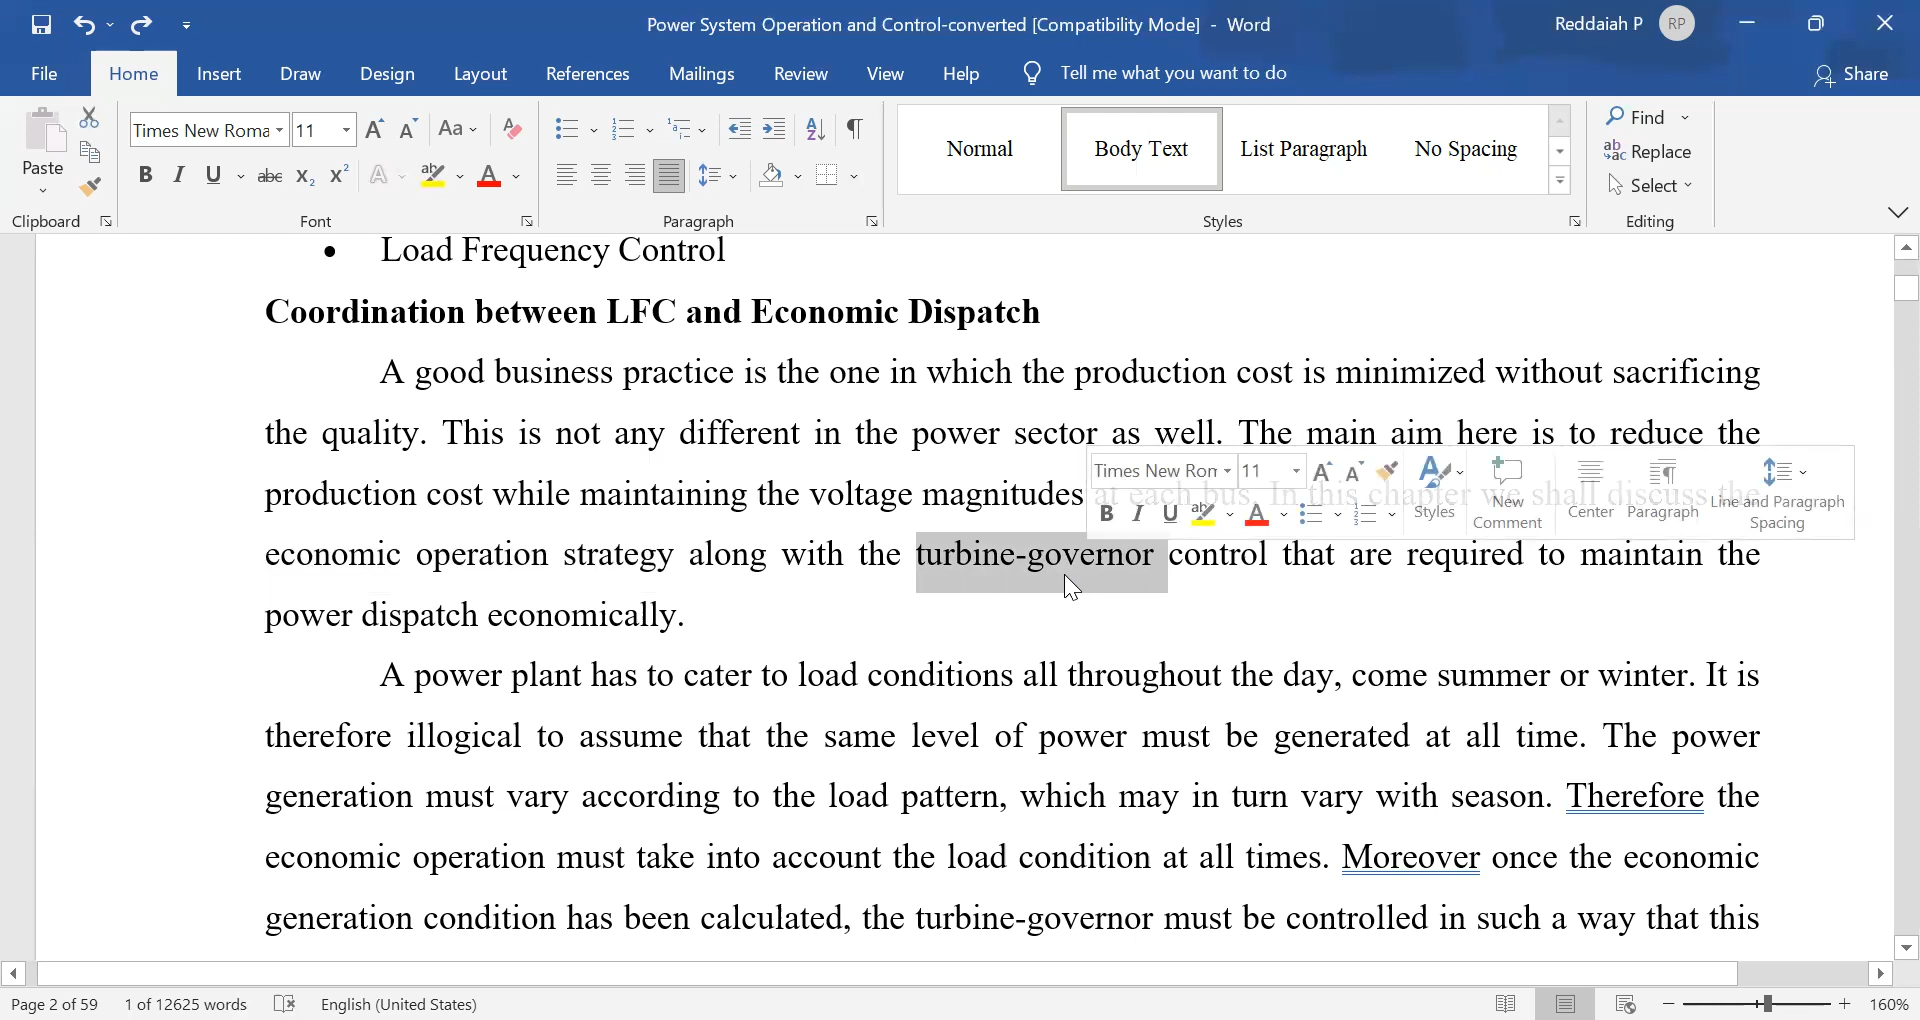 Power System Operation and Control-converted [Compatibility Mode] - Word
Reddaiah P
RP
File
Home
Insert
Draw
Design
Layout
References
Mailings
Review
View
Help
Tell me what you want to do
Share
Paste
Times New Roma
11
Aa
B I U abc X₂ X²
Normal
Body Text
List Paragraph
No Spacing
Find
Replace
Select
Clipboard
Font
Paragraph
Styles
Editing
• Load Frequency Control
Coordination between LFC and Economic Dispatch
A good business practice is the one in which the production cost is minimized without sacrificing
the quality. This is not any different in the power sector as well. The main aim here is to reduce the
production cost while maintaining the voltage magnitudes at each bus. In this chapter we shall discuss the
economic operation strategy along with the turbine-governor control that are required to maintain the
power dispatch economically.
Times New Ron
11
B I U
Styles
New
Comment
Center
Paragraph
Line and Paragraph
Spacing
A power plant has to cater to load conditions all throughout the day, come summer or winter. It is
therefore illogical to assume that the same level of power must be generated at all time. The power
generation must vary according to the load pattern, which may in turn vary with season. Therefore the
economic operation must take into account the load condition at all times. Moreover once the economic
generation condition has been calculated, the turbine-governor must be controlled in such a way that this
Page 2 of 59
1 of 12625 words
English (United States)
160%